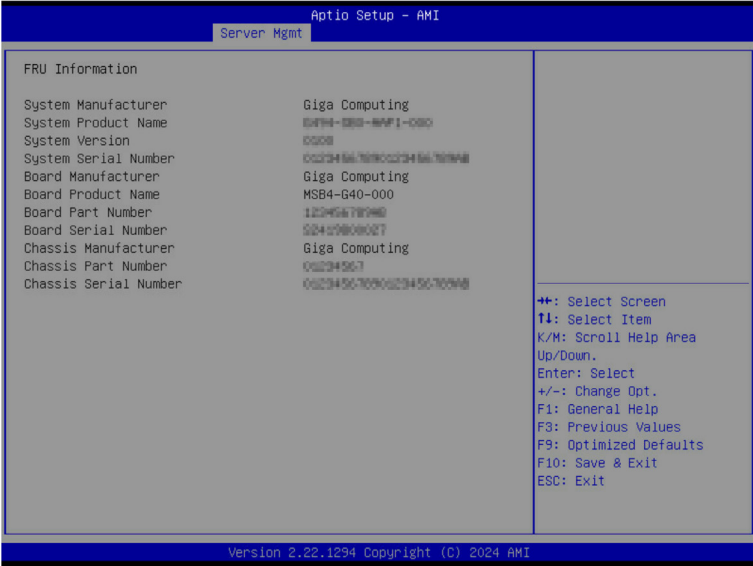 Aptio Setup – AMI
Server Mgmt
FRU Information
System Manufacturer Giga Computing
System Product Name
System Version
System Serial Number
Board Manufacturer Giga Computing
Board Product Name MSB4-G40-000
Board Part Number
Board Serial Number
Chassis Manufacturer Giga Computing
Chassis Part Number
Chassis Serial Number
→←: Select Screen
↑↓: Select Item
K/M: Scroll Help Area
Up/Down.
Enter: Select
+/-: Change Opt.
F1: General Help
F3: Previous Values
F9: Optimized Defaults
F10: Save & Exit
ESC: Exit
Version 2.22.1294 Copyright (C) 2024 AMI